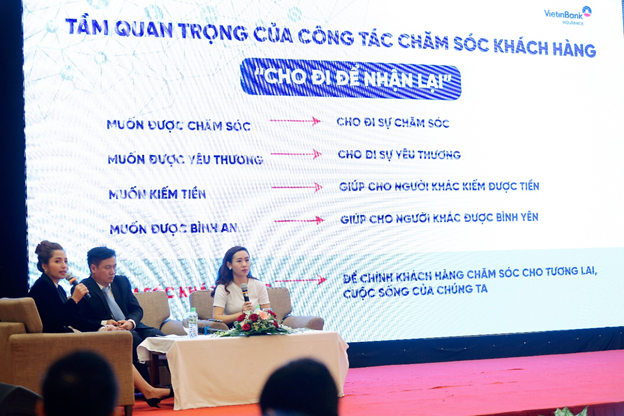 VietinBank
INSURANCE
TẦM QUAN TRỌNG CỦA CÔNG TÁC CHĂM SÓC KHÁCH HÀNG
"CHO ĐI ĐỂ NHẬN LẠI"
MUỐN ĐƯỢC CHĂM SÓC CHO ĐI SỰ CHĂM SÓC
MUỐN ĐƯỢC YÊU THƯƠNG CHO ĐI SỰ YÊU THƯƠNG
MUỐN KIẾM TIỀN GIÚP CHO NGƯỜI KHÁC KIẾM ĐƯỢC TIỀN
MUỐN ĐƯỢC BÌNH AN GIÚP CHO NGƯỜI KHÁC ĐƯỢC BÌNH YÊN
SÓC ĐỂ CHÍNH KHÁCH HÀNG CHĂM SÓC CHO TƯƠNG LAI,
CUỘC SỐNG CỦA CHÚNG TA